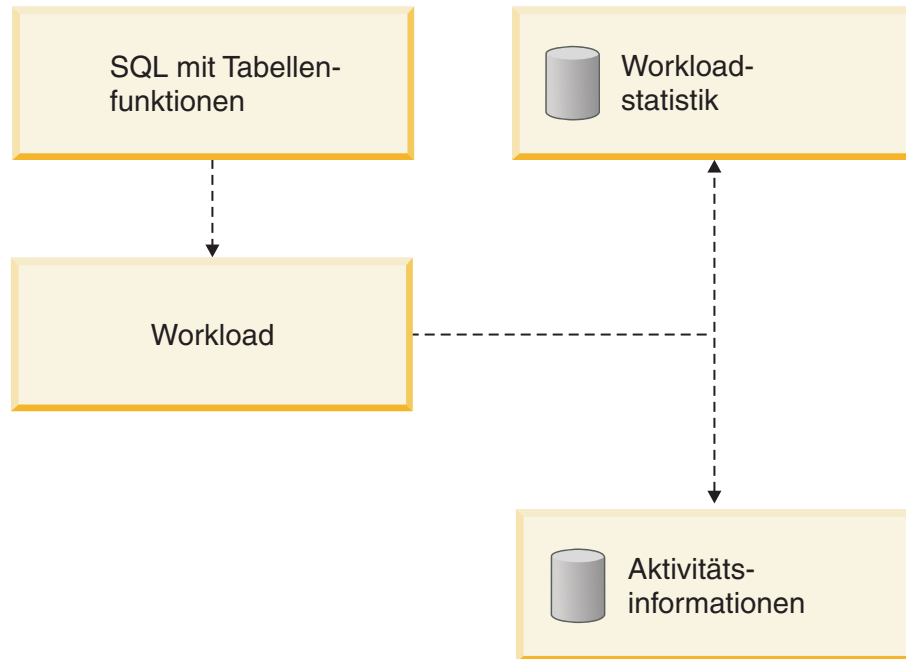 SQL mit Tabellen-
funktionen
Workload-
statistik
Workload
Aktivitäts-
informationen